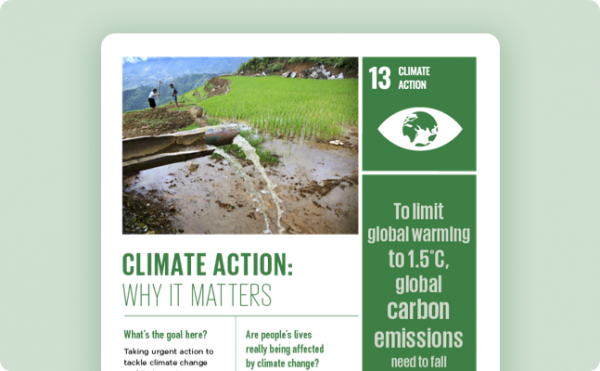 13 CLIMATE
ACTION
To limit
global warming
to 1.5°C,
global
carbon
emissions
need to fall
CLIMATE ACTION:
WHY IT MATTERS
What's the goal here?
Taking urgent action to
tackle climate change
Are people's lives
really being affected
by climate change?